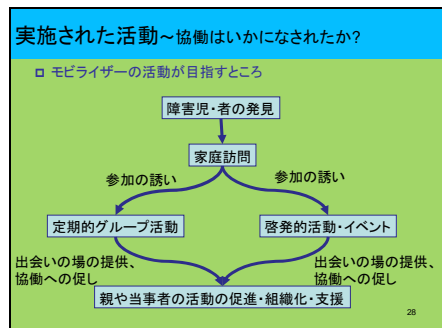 実施された活動～協働はいかになされたか?
モビライザーの活動が目指すところ
障害児・者の発見
家庭訪問
参加の誘い
参加の誘い
定期的グループ活動
啓発的活動・イベント
出会いの場の提供、
協働への促し
出会いの場の提供、
協働への促し
親や当事者の活動の促進・組織化・支援
28